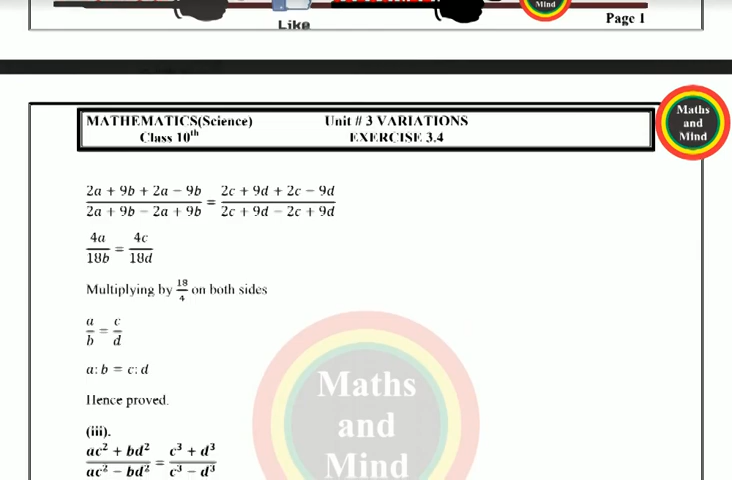 Mind
Like
Page 1
MATHEMATICS(Science) Unit # 3 VARIATIONS
Class 10th EXERCISE 3.4
Maths
and
Mind
(2a + 9b + 2a − 9b)/(2a + 9b − 2a + 9b) = (2c + 9d + 2c − 9d)/(2c + 9d − 2c + 9d)
4a/18b = 4c/18d
Multiplying by 18/4 on both sides
a/b = c/d
a: b = c: d
Hence proved.
(iii).
(ac² + bd²)/(ac² − bd²) = (c³ + d³)/(c³ − d³)
Maths
and
Mind